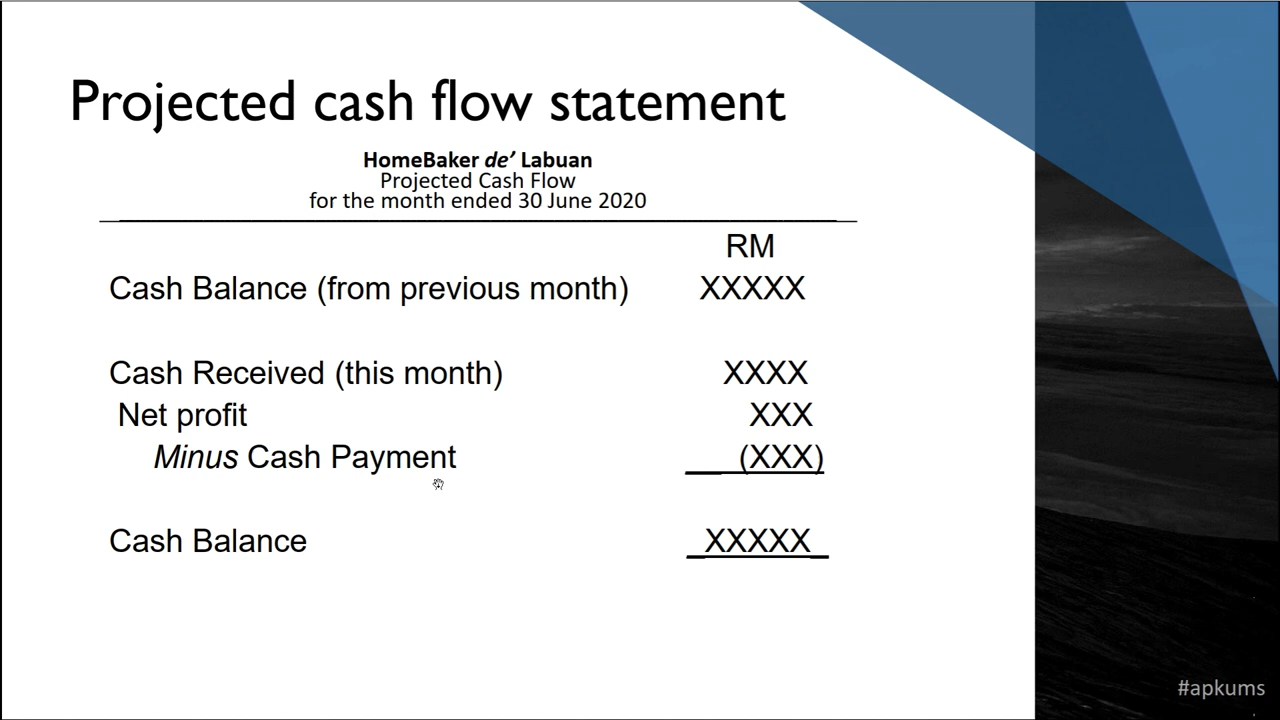 Projected cash flow statement
HomeBaker de’ Labuan
Projected Cash Flow
for the month ended 30 June 2020
RM
Cash Balance (from previous month) XXXXX
Cash Received (this month) XXXX
Net profit XXX
Minus Cash Payment (XXX)
Cash Balance XXXXX
#apkums